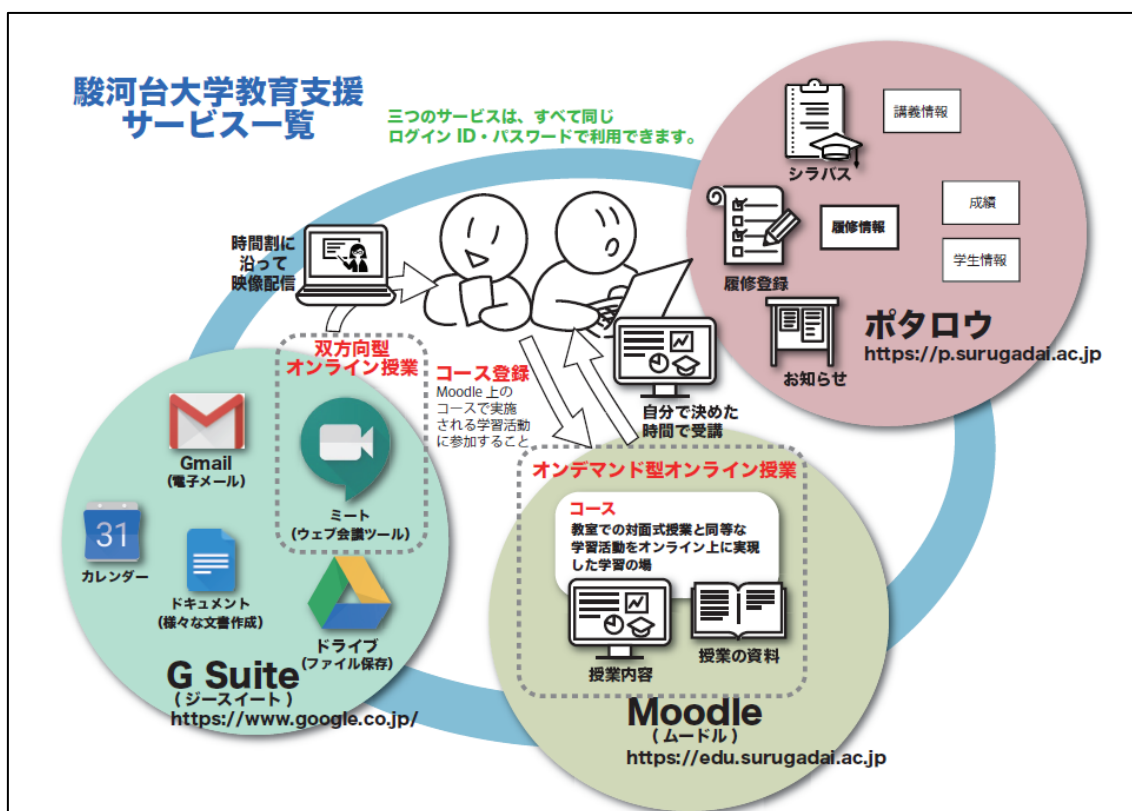 駿河台大学教育支援
サービス一覧
三つのサービスは、すべて同じ
ログイン ID・パスワードで利用できます。
シラバス
講義情報
履修登録
履修情報
成績
学生情報
お知らせ
ポタロウ
https://p.surugadai.ac.jp
時間割に
沿って
映像配信
双方向型
オンライン授業
コース登録
Moodle 上の
コースで実施
される学習活動
に参加すること
自分で決めた
時間で受講
Gmail
(電子メール)
ミート
(ウェブ会議ツール)
31
カレンダー
ドキュメント
(様々な文書作成)
ドライブ
(ファイル保存)
G Suite
(ジースイート)
https://www.google.co.jp/
オンデマンド型オンライン授業
コース
教室での対面式授業と同等な
学習活動をオンライン上に実現
した学習の場
授業内容
授業の資料
Moodle
(ムードル)
https://edu.surugadai.ac.jp